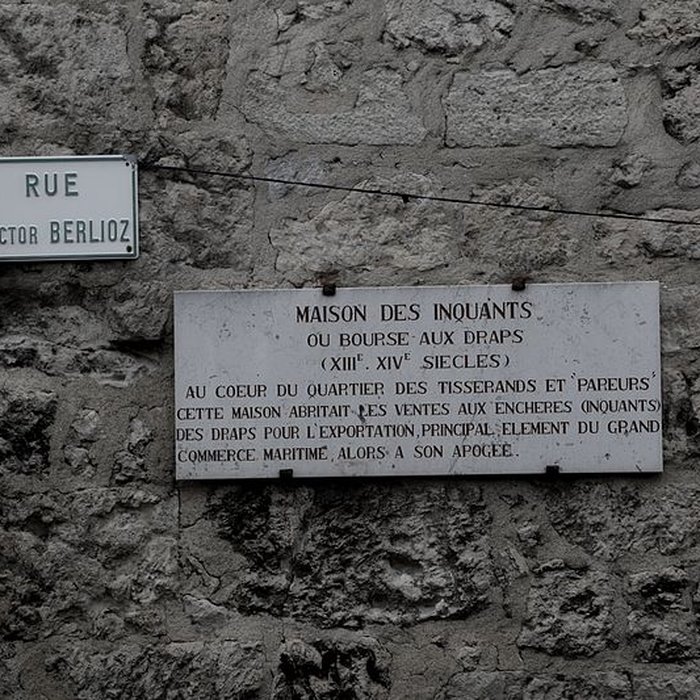 RUE
CTOR BERLIOZ
MAISON DES INQUANTS
OU BOURSE AUX DRAPS
(XIIIE. XIVE SIECLES)
AU COEUR DU QUARTIER DES TISSERANDS ET "PAREURS"
CETTE MAISON ABRITAIT LES VENTES AUX ENCHERES (INQUANTS)
DES DRAPS POUR L'EXPORTATION, PRINCIPAL ELEMENT DU GRAND
COMMERCE MARITIME, ALORS A SON APOGEE.